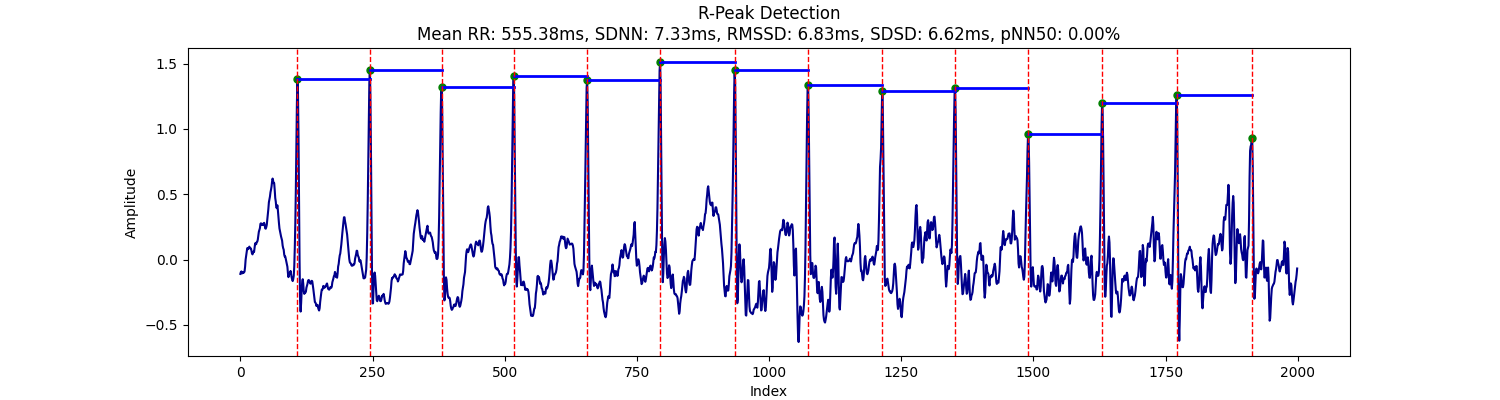 R-Peak Detection
Mean RR: 555.38ms, SDNN: 7.33ms, RMSSD: 6.83ms, SDSD: 6.62ms, pNN50: 0.00%
1.5
1.0
0.5
0.0
−0.5
Amplitude
0 250 500 750 1000 1250 1500 1750 2000
Index